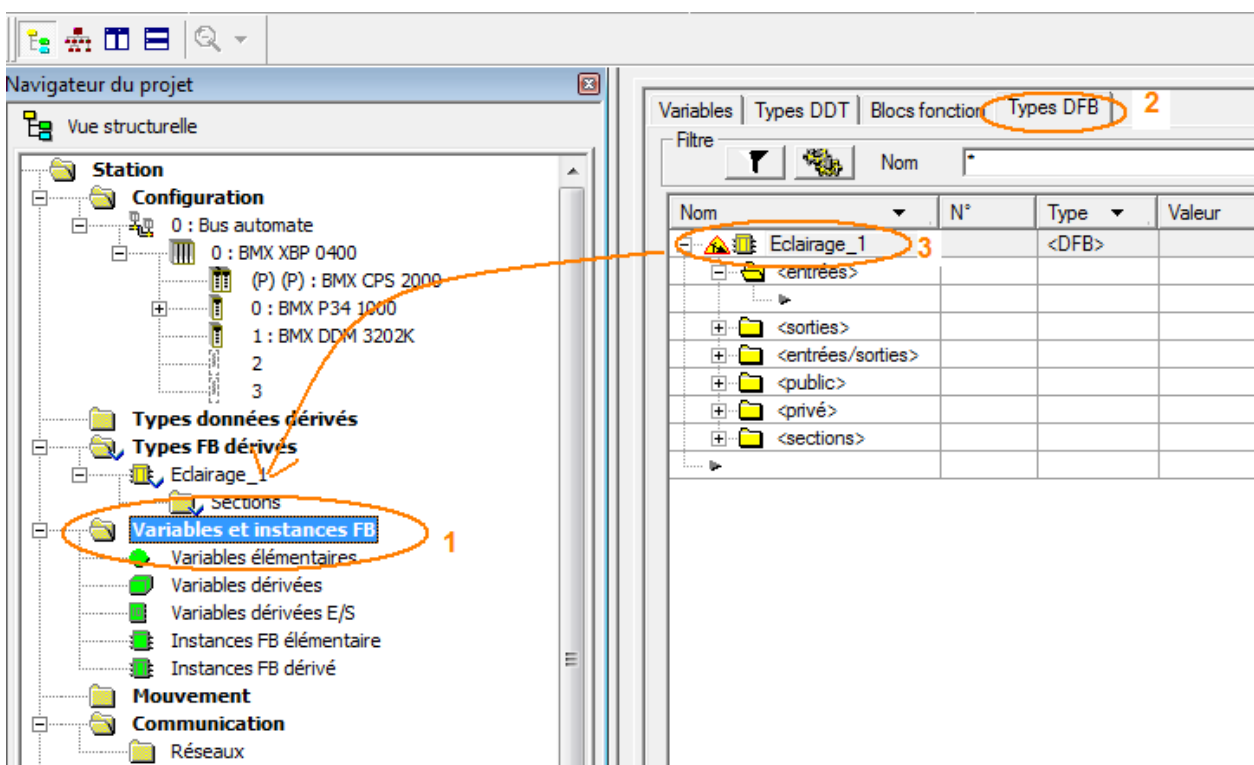 Navigateur du projet
Vue structurelle
Station
Configuration
0 : Bus automate
0 : BMX XBP 0400
(P) (P) : BMX CPS 2000
0 : BMX P34 1000
1 : BMX DDM 3202K
2
3
Types données dérivés
Types FB dérivés
Eclairage_1
Sections
Variables et instances FB
1
Variables élémentaires
Variables dérivées
Variables dérivées E/S
Instances FB élémentaire
Instances FB dérivé
Mouvement
Communication
Réseaux
Variables Types DDT Blocs fonction Types DFB 2
Filtre
Nom *
Nom N° Type Valeur
Eclairage_1 3 <DFB>
<entrées>
<sorties>
<entrées/sorties>
<public>
<privé>
<sections>